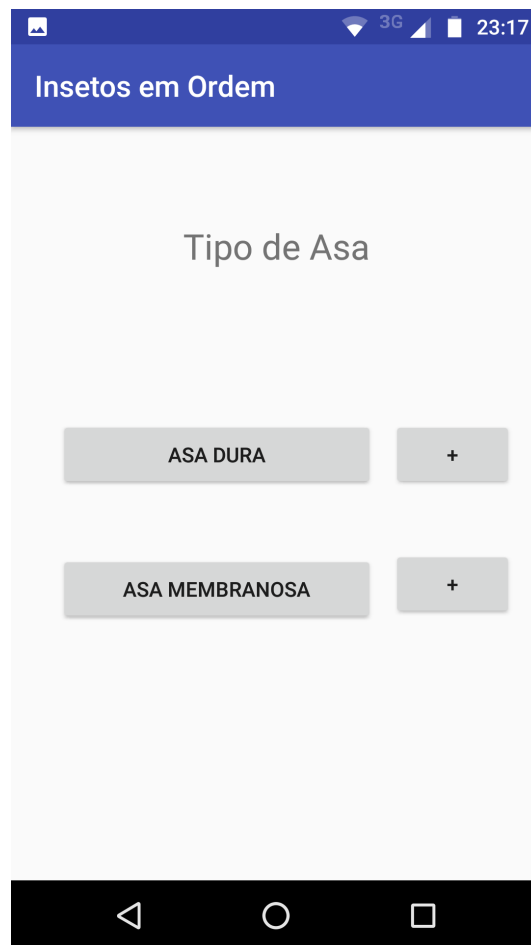 3G 23:17
Insetos em Ordem
Tipo de Asa
ASA DURA +
ASA MEMBRANOSA +